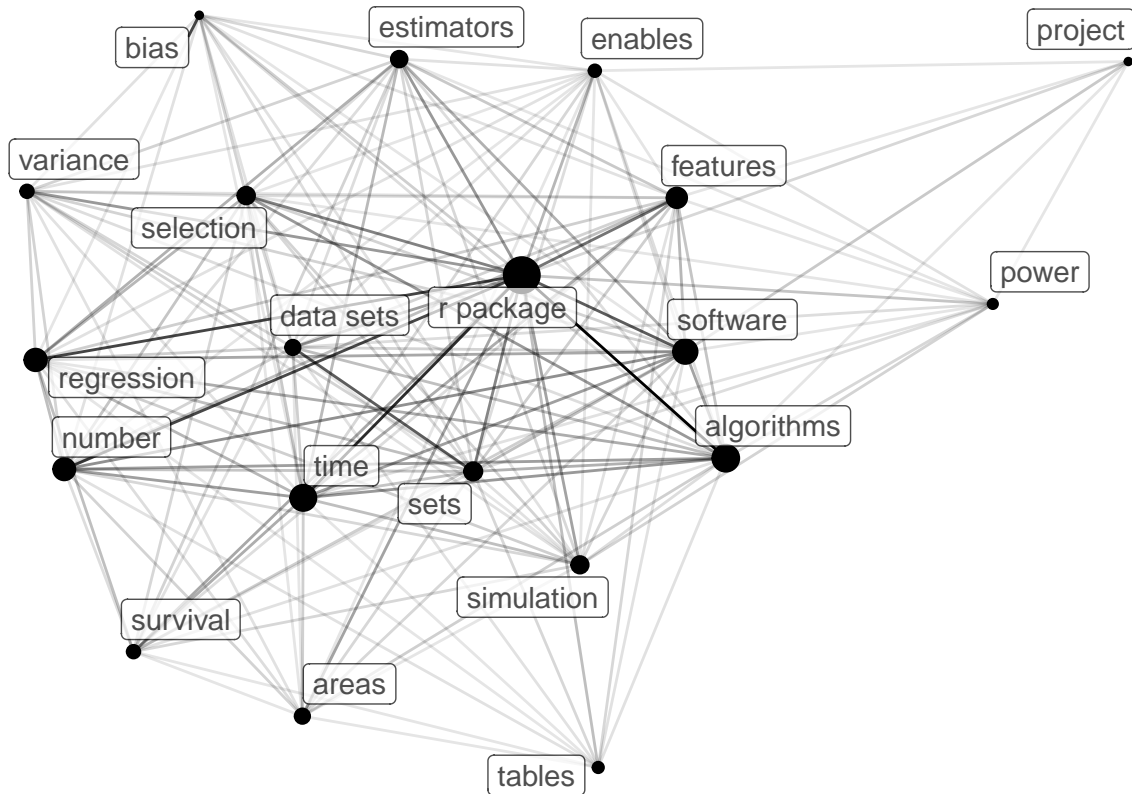 estimators
enables
project
bias
variance
features
selection
power
data sets
r package
software
regression
number
algorithms
time
sets
simulation
survival
areas
tables